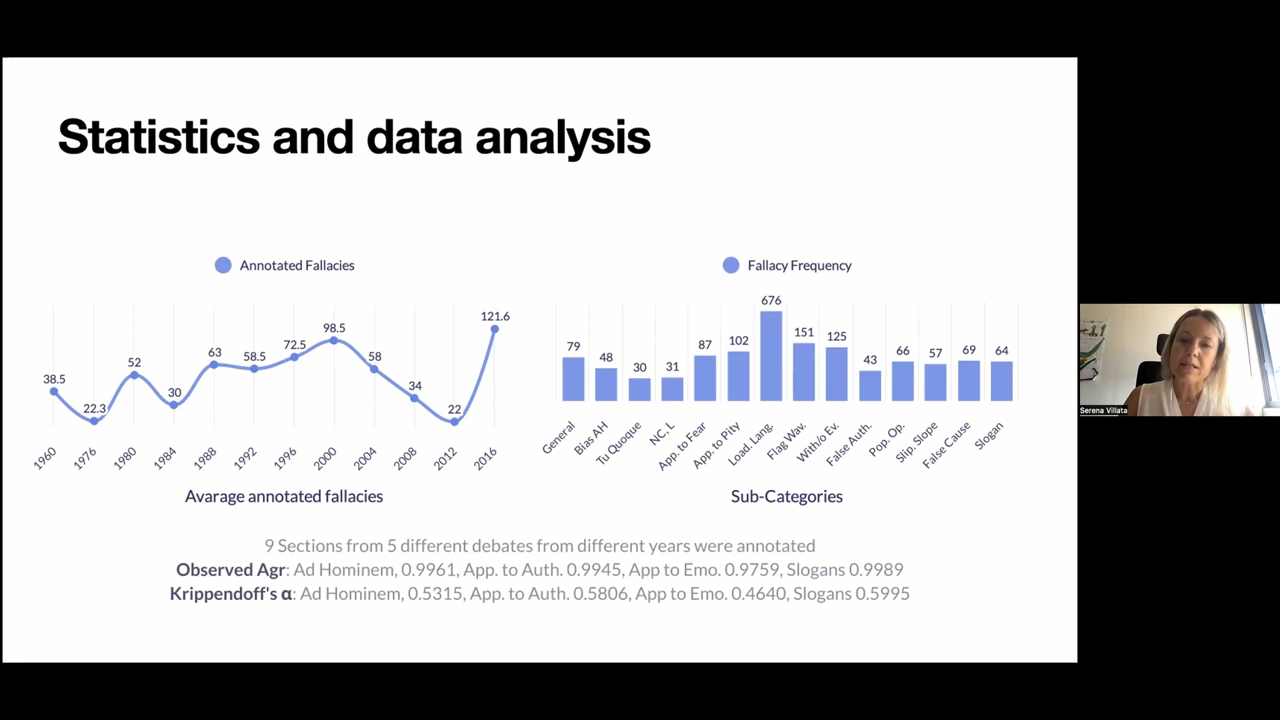 Statistics and data analysis
Annotated Fallacies
38.5
22.3
52
30
63
58.5
72.5
98.5
58
34
22
121.6
1960
1976
1980
1984
1988
1992
1996
2000
2004
2008
2012
2016
Avarage annotated fallacies
Fallacy Frequency
79
48
30
31
87
102
676
151
125
43
66
57
69
64
General
Bias AH
Tu Quoque
NC. L
App. to Fear
App. to Pity
Load. Lang.
Flag Wav.
With/o Ev.
False Auth.
Pop. Op.
Slip. Slope
False Cause
Slogan
Sub-Categories
9 Sections from 5 different debates from different years were annotated
Observed Agr: Ad Hominem, 0.9961, App. to Auth. 0.9945, App to Emo. 0.9759, Slogans 0.9989
Krippendoff's α: Ad Hominem, 0.5315, App. to Auth. 0.5806, App to Emo. 0.4640, Slogans 0.5995
Serena Villata